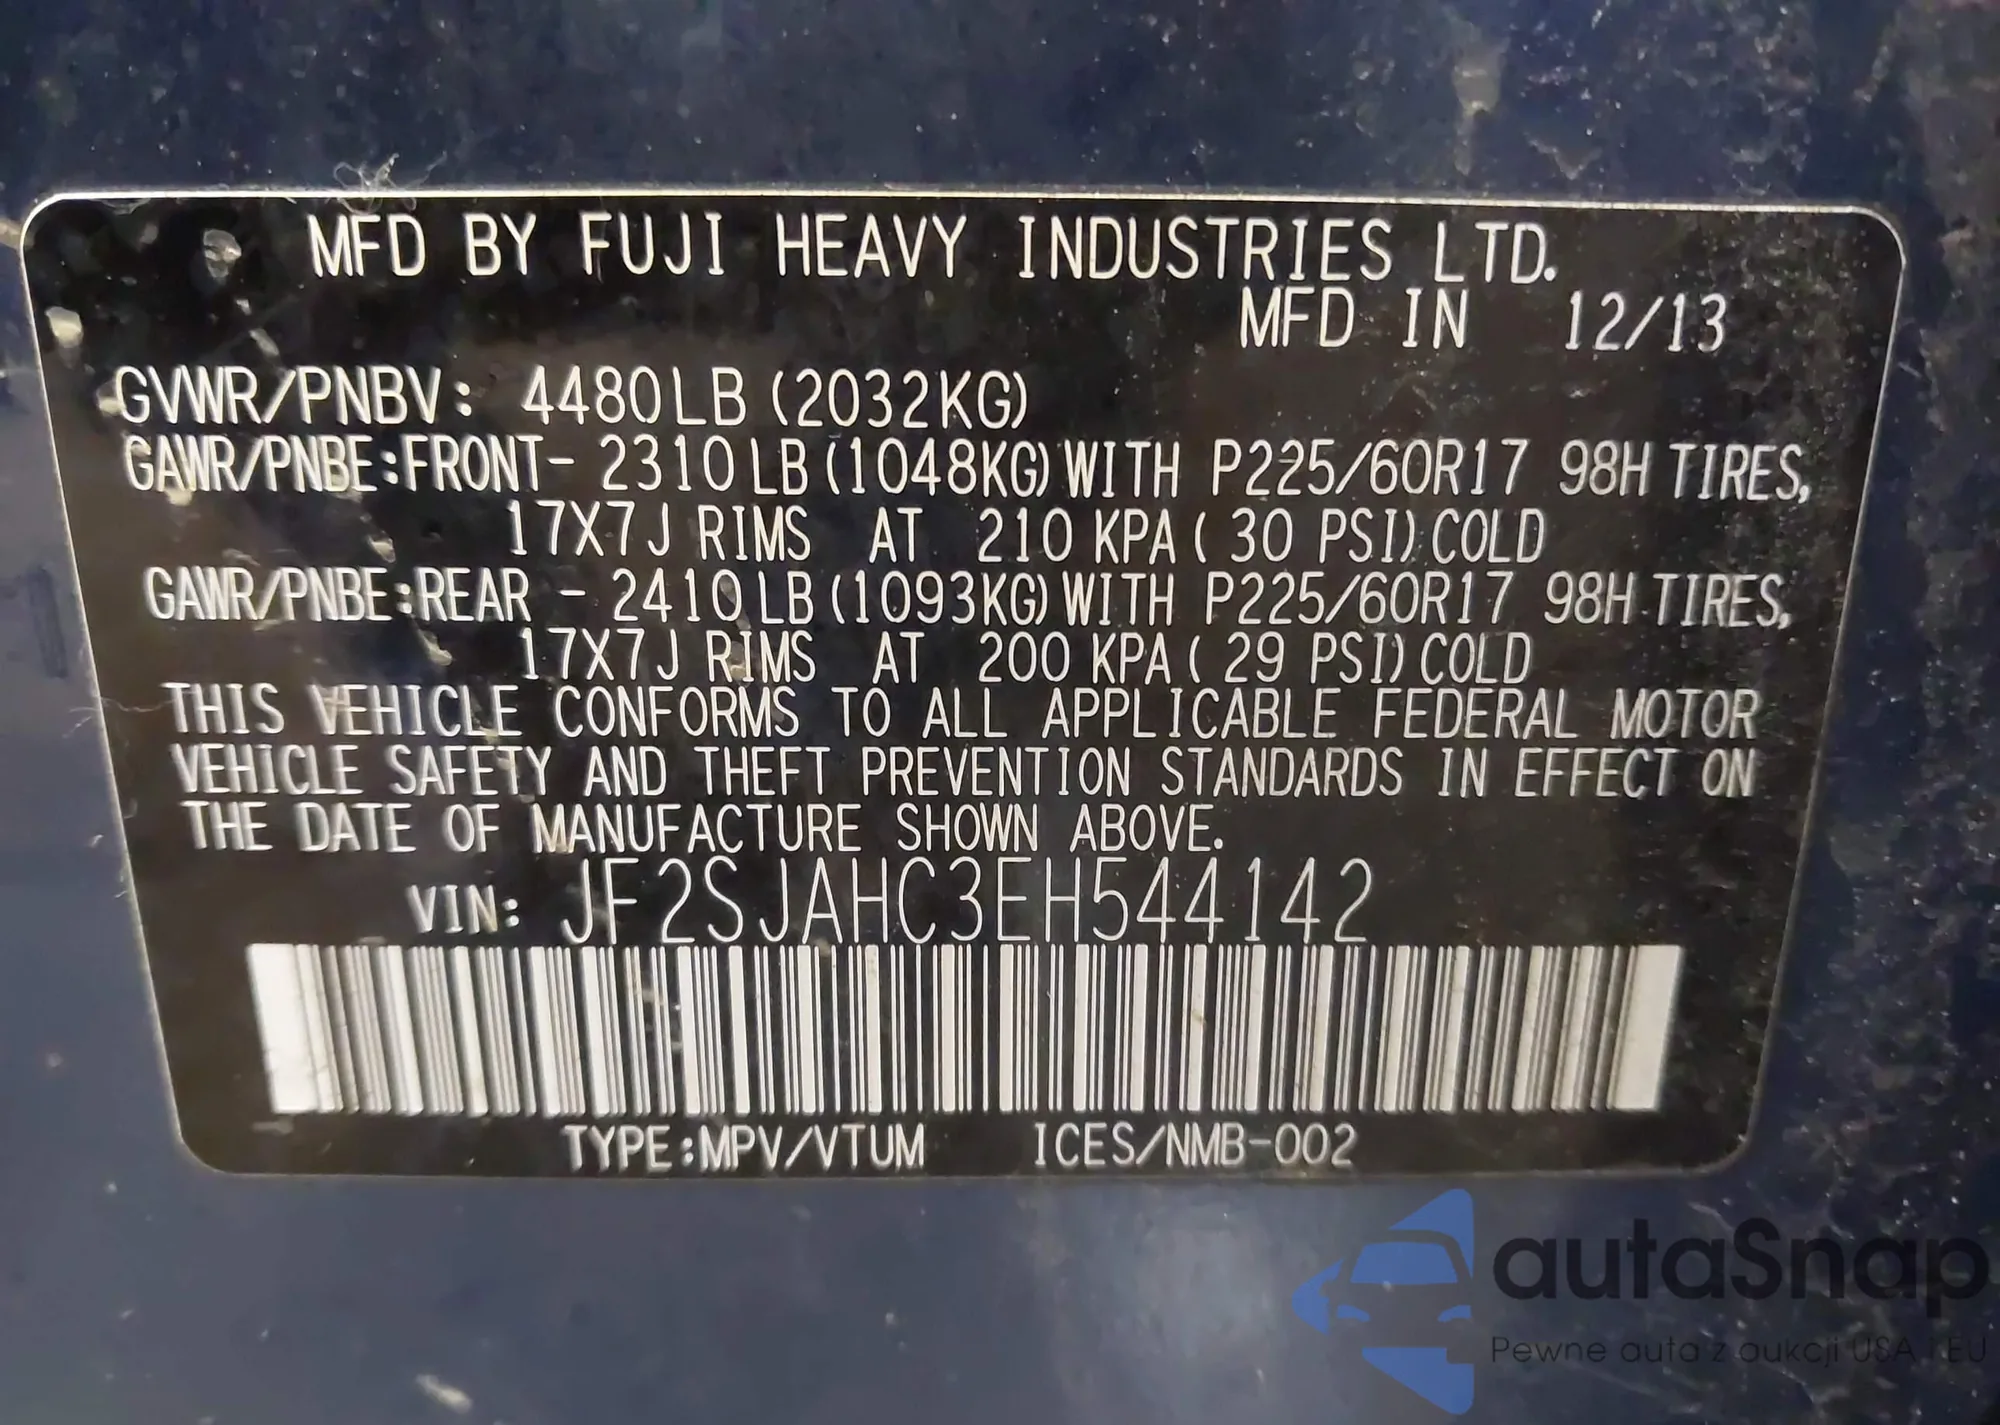 MFD BY FUJI HEAVY INDUSTRIES LTD.
MFD IN 12/13
GVWR/PNBV: 4480LB (2032KG)
GAWR/PNBE:FRONT- 2310LB (1048KG) WITH P225/60R17 98H TIRES,
17X7J RIMS AT 210 KPA ( 30 PSI) COLD
GAWR/PNBE:REAR - 2410LB (1093KG) WITH P225/60R17 98H TIRES,
17X7J RIMS AT 200 KPA ( 29 PSI) COLD
THIS VEHICLE CONFORMS TO ALL APPLICABLE FEDERAL MOTOR
VEHICLE SAFETY AND THEFT PREVENTION STANDARDS IN EFFECT ON
THE DATE OF MANUFACTURE SHOWN ABOVE.
VIN: JF2SJAHC3EH544142
TYPE:MPV/VTUM ICES/NMB-002
autaSnap
Pewne auta z aukcji USA i EU